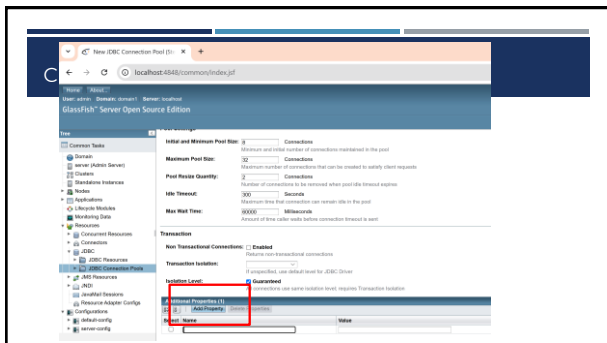 New JDBC Connection Pool (St
C
localhost:4848/common/index.jsf
Home About...
User: admin Domain: domain1 Server: localhost
GlassFish™ Server Open Source Edition
Tree
Common Tasks
Domain
server (Admin Server)
Clusters
Standalone Instances
Nodes
Applications
Lifecycle Modules
Monitoring Data
Resources
Concurrent Resources
Connectors
JDBC
JDBC Resources
JDBC Connection Pools
JMS Resources
JNDI
JavaMail Sessions
Resource Adapter Configs
Configurations
default-config
server-config
Initial and Minimum Pool Size: 8 Connections
Minimum and initial number of connections maintained in the pool
Maximum Pool Size: 32 Connections
Maximum number of connections that can be created to satisfy client requests
Pool Resize Quantity: 2 Connections
Number of connections to be removed when pool idle timeout expires
Idle Timeout: 300 Seconds
Maximum time that connection can remain idle in the pool
Max Wait Time: 60000 Milliseconds
Amount of time caller waits before connection timeout is sent
Transaction
Non Transactional Connections: Enabled
Returns non-transactional connections
Transaction Isolation:
If unspecified, use default level for JDBC Driver
Isolation Level: Guaranteed
connections use same isolation level; requires Transaction Isolation
Additional Properties (1)
Add Property Delete Properties
Select Name Value